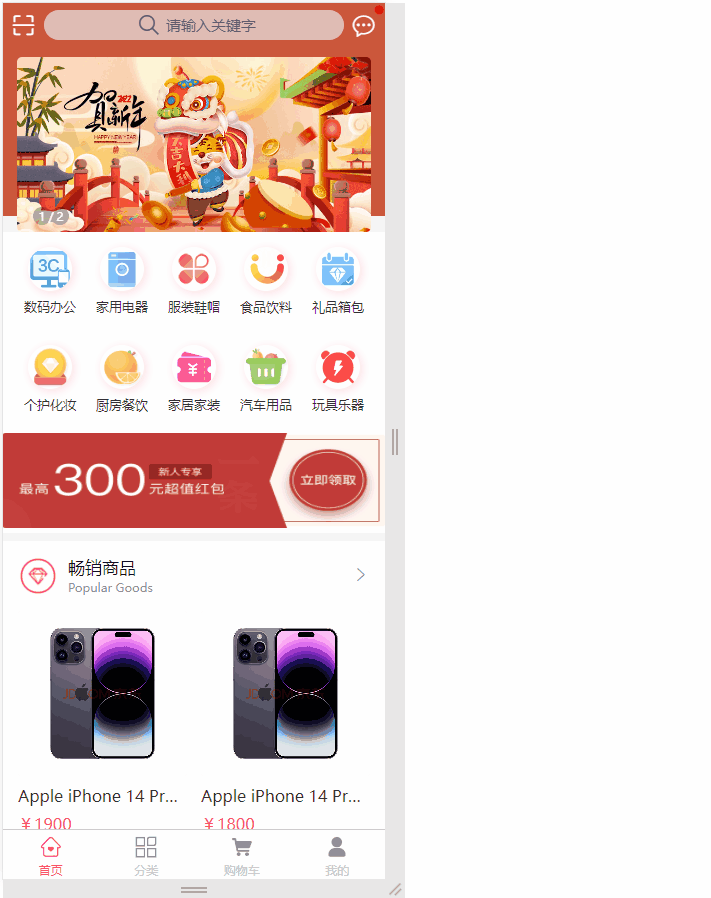 请输入关键字
贺新年
2022
HAPPY NEW YEAR
大吉大利
1 / 2
3C
数码办公 家用电器 服装鞋帽 食品饮料 礼品箱包
个护化妆 厨房餐饮 家居家装 汽车用品 玩具乐器
最高 300 新人专享
元超值红包
立即领取
畅销商品
Popular Goods
Apple iPhone 14 Pr... Apple iPhone 14 Pr...
￥1900 ￥1800
首页 分类 购物车 我的